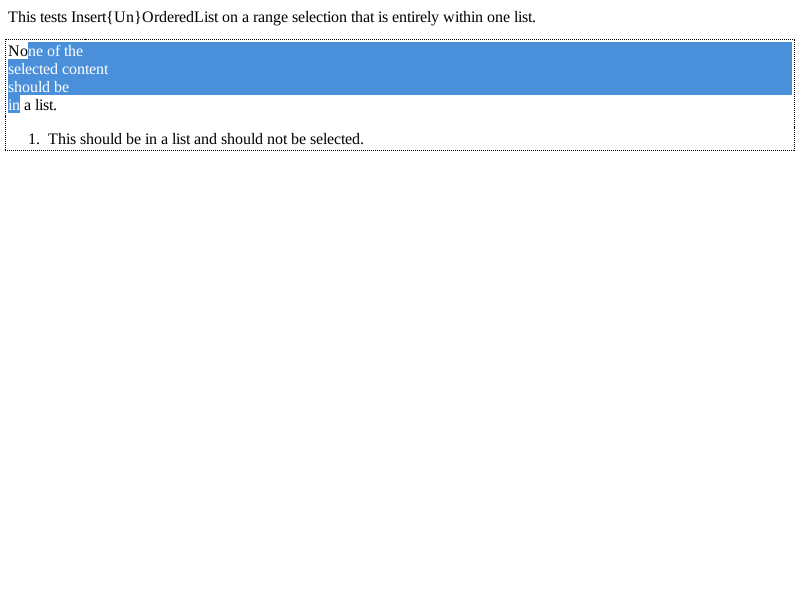 This tests Insert{Un}OrderedList on a range selection that is entirely within one list.
None of the
selected content
should be
in a list.
1. This should be in a list and should not be selected.